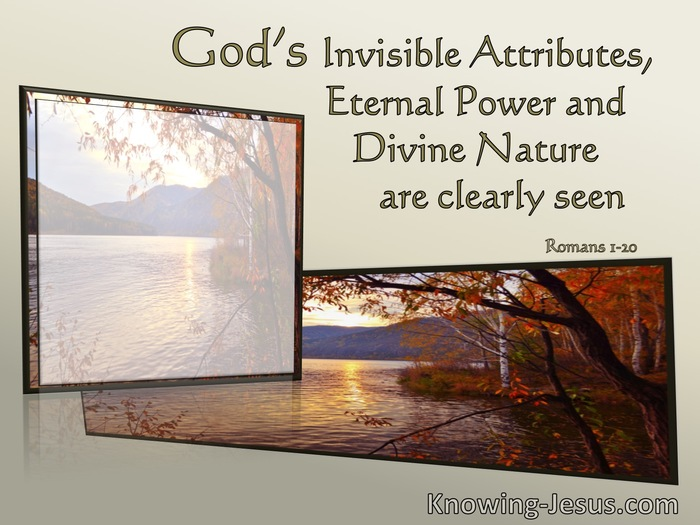 God's Invisible Attributes,
Eternal Power and
Divine Nature
are clearly seen
Romans 1-20
Knowing-Jesus.com